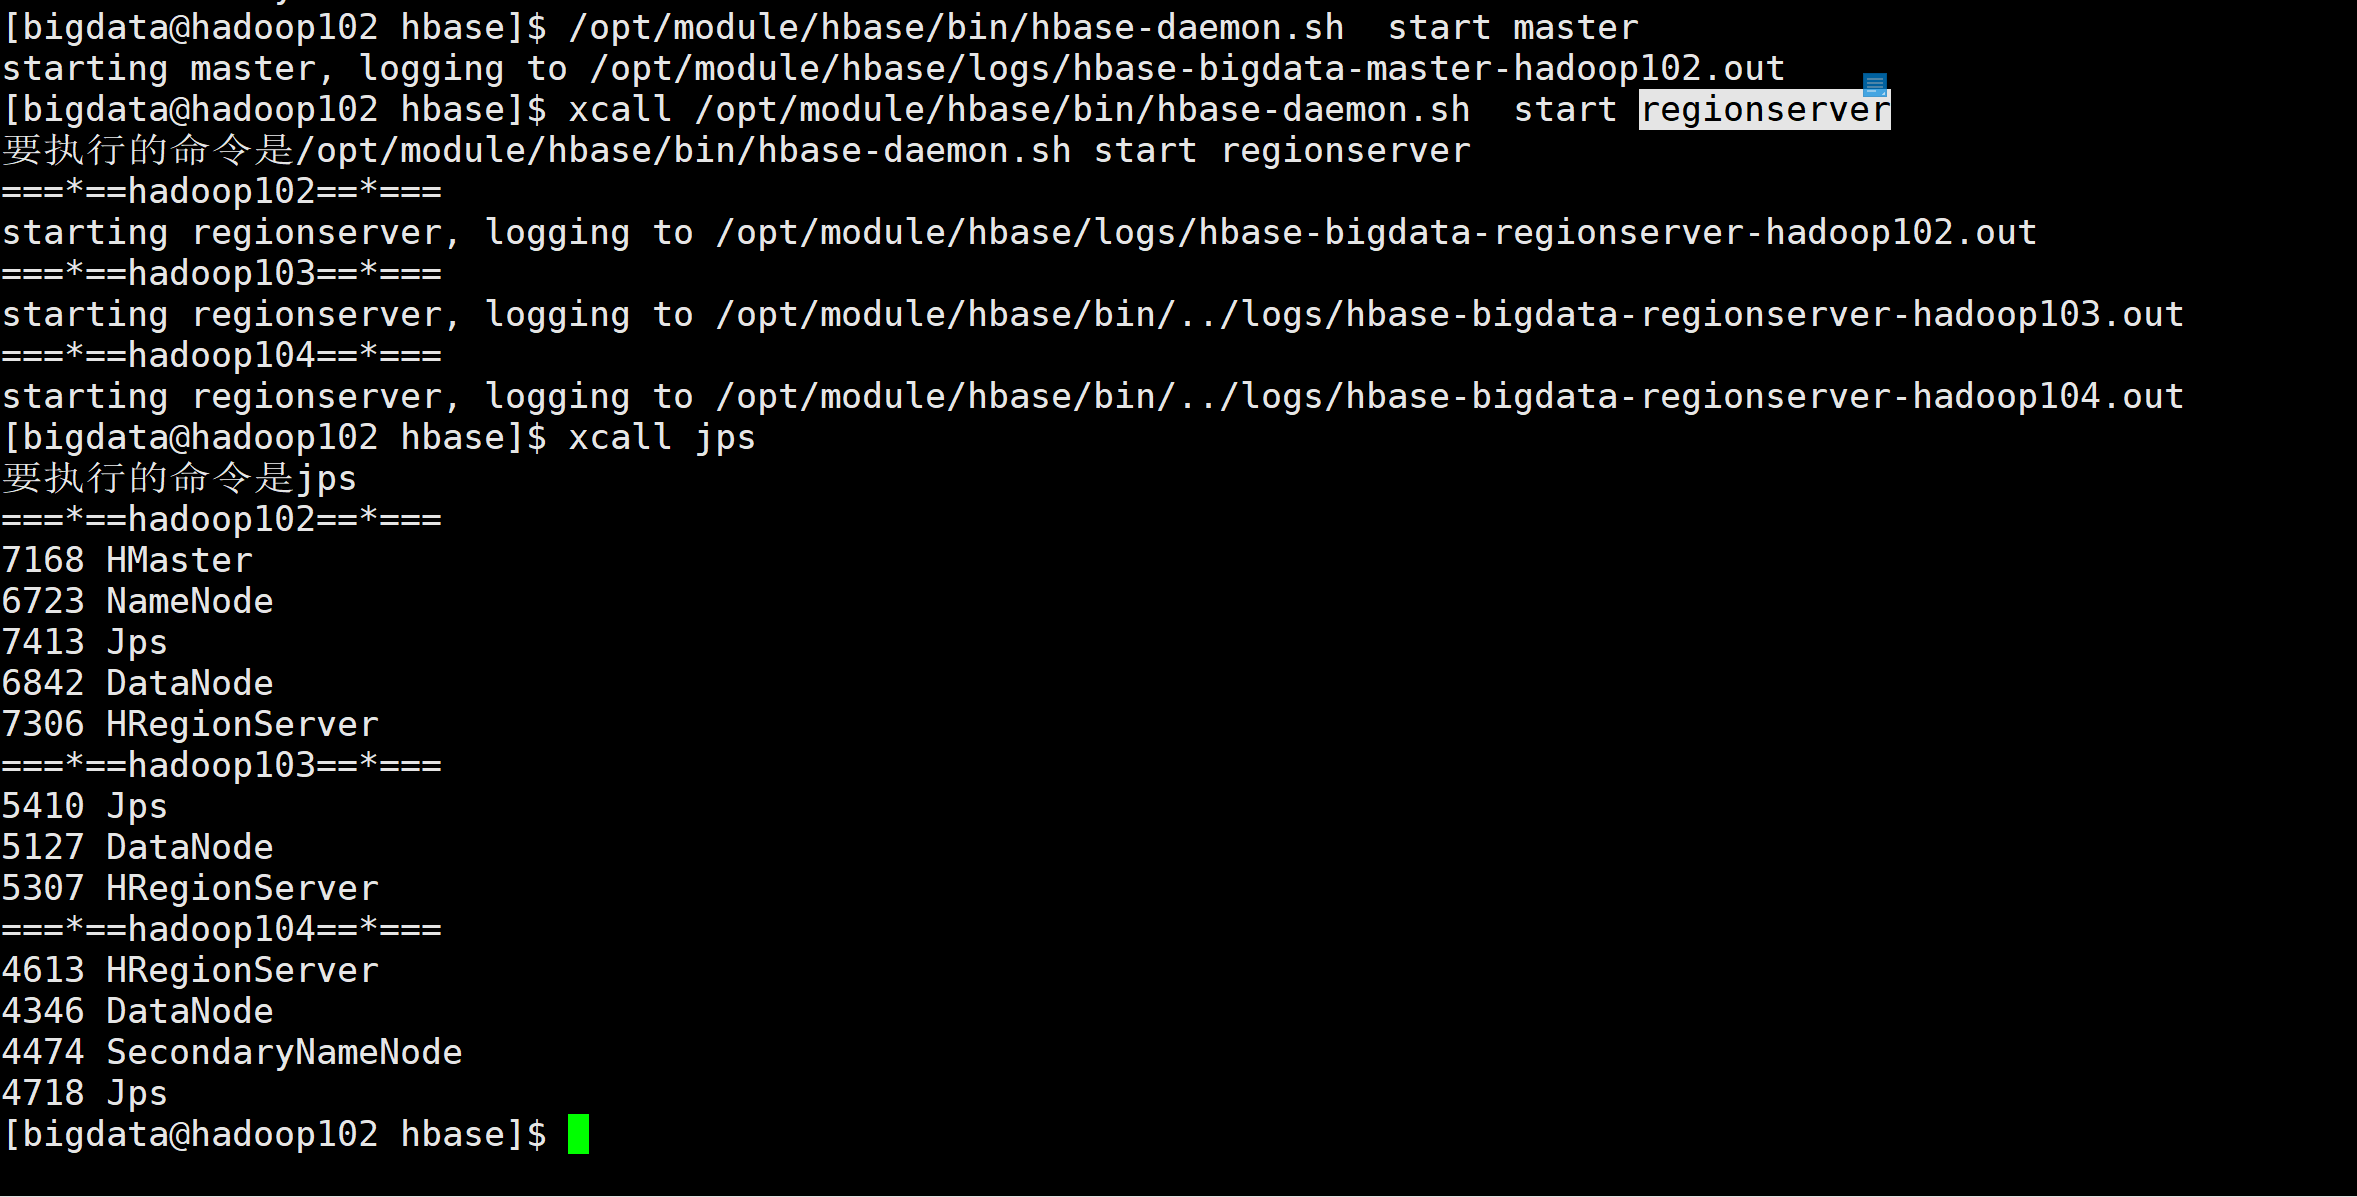 [bigdata@hadoop102 hbase]$ /opt/module/hbase/bin/hbase-daemon.sh  start master
starting master, logging to /opt/module/hbase/logs/hbase-bigdata-master-hadoop102.out
[bigdata@hadoop102 hbase]$ xcall /opt/module/hbase/bin/hbase-daemon.sh  start regionserver
要执行的命令是/opt/module/hbase/bin/hbase-daemon.sh start regionserver
===*==hadoop102==*===
starting regionserver, logging to /opt/module/hbase/logs/hbase-bigdata-regionserver-hadoop102.out
===*==hadoop103==*===
starting regionserver, logging to /opt/module/hbase/bin/../logs/hbase-bigdata-regionserver-hadoop103.out
===*==hadoop104==*===
starting regionserver, logging to /opt/module/hbase/bin/../logs/hbase-bigdata-regionserver-hadoop104.out
[bigdata@hadoop102 hbase]$ xcall jps
要执行的命令是jps
===*==hadoop102==*===
7168 HMaster
6723 NameNode
7413 Jps
6842 DataNode
7306 HRegionServer
===*==hadoop103==*===
5410 Jps
5127 DataNode
5307 HRegionServer
===*==hadoop104==*===
4613 HRegionServer
4346 DataNode
4474 SecondaryNameNode
4718 Jps
[bigdata@hadoop102 hbase]$